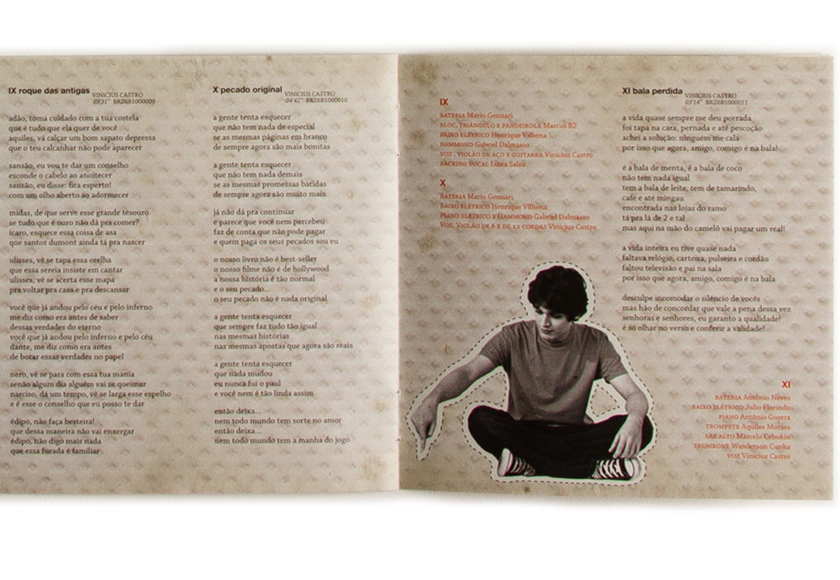 IX roque das antigas VINICIUS CASTRO
03'31" BRZBR1000009
adão, toma cuidado com a tua costela
que é tudo que ela quer de você
aquiles, vá calçar um bom sapato depressa
que o teu calcanhar não pode aparecer
sansão, eu vou te dar um conselho
esconde o cabelo ao anoitecer
sansão, eu disse: fica esperto!
com um olho aberto ao adormecer
midas, de que serve esse grande tesouro
se tudo que é ouro não dá pra comer?
ícaro, esquece essa coisa de asa
que santos dumont ainda tá pra nascer
ulisses, vê se tapa essa orelha
que essa sereia insiste em cantar
ulisses, vê se acerta esse mapa
pra voltar pra casa e pra descansar
você que já andou pelo céu e pelo inferno
me diz como era antes de saber
dessas verdades do eterno
você que já andou pelo inferno e pelo céu
dante, me diz como era antes
de botar essas verdades no papel
nero, vê se para com essa tua mania
senão algum dia alguém vai se queimar
narciso, dá um tempo, vê se larga esse espelho
e é esse o conselho que eu posso te dar
édipo, não faça besteira!
que dessa maneira não vai enxergar
édipo, não digo mais nada
que essa furada é familiar
X pecado original VINICIUS CASTRO
04'42" BRZBR1000010
a gente tenta esquecer
que não tem nada de especial
se as mesmas páginas em branco
de sempre agora são mais bonitas
a gente tenta esquecer
que não tem nada demais
se as mesmas promessas batidas
de sempre agora são muito mais
já não dá pra continuar
e parece que você nem percebeu
faz de conta que não pode pagar
e quem paga os seus pecados sou eu
o nosso livro não é best-seller
o nosso filme não é de hollywood
a nossa história é tão normal
e o seu pecado...
o seu pecado não é nada original
a gente tenta esquecer
que sempre faz tudo tão igual
nas mesmas histórias
nas mesmas apostas que agora são reais
a gente tenta esquecer
que nada mudou
eu nunca fui o paul
e você nem é tão linda assim
então deixa...
nem todo mundo tem sorte no amor
então deixa...
nem todo mundo tem a manha do jogo
IX
BATERIA Mario Gennari
BLOC, TRIÂNGULO E PANDEIROLA Marcus B2
BAIXO ELÉTRICO Henrique Vilhena
HAMMOND Gabriel Dalmasso
VOZ, VIOLÃO DE AÇO E GUITARRA Vinicius Castro
BACKING VOCAL Luiza Sales
X
BATERIA Mario Gennari
BAIXO ELÉTRICO Henrique Vilhena
PIANO ELÉTRICO E HAMMOND Gabriel Dalmasso
VOZ, VIOLÃO DE 6 E DE 12 CORDAS Vinicius Castro
XI bala perdida VINICIUS CASTRO
03'14" BRZBR1000011
a vida quase sempre me deu porrada
foi tapa na cara, pernada e até pescoção
achei a solução: ninguém me cala
por isso que agora, amigo, comigo é na bala!
é a bala de menta, é a bala de coco
não tem nada igual
tem a bala de leite, tem de tamarindo,
café e até mingau
encontrada nas lojas do ramo
tá pra lá de 2 e tal
mas aqui na mão do camelô vai pagar um real!
a vida inteira eu tive quase nada
faltava relógio, carteira, pulseira e cordão
faltou televisão e pai na sala
por isso que agora, amigo, comigo é na bala
desculpe incomodar o silêncio de vocês
mas hão de concordar que vale a pena dessa vez
senhoras e senhores, eu garanto a qualidade!
é só olhar no verso e conferir a validade!
XI
BATERIA Antônio Neves
BAIXO ELÉTRICO Julio Florindo
PIANO Antonio Guerra
TROMPETE Aquiles Moraes
SAX ALTO Marcelo
TROMBONE Wanderson Cunha
VOZ Vinicius Castro